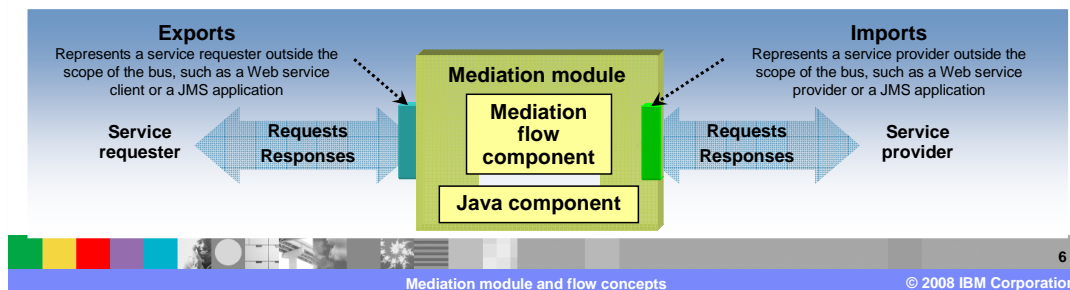 Exports
Represents a service requester outside the
scope of the bus, such as a Web service
client or a JMS application
Imports
Represents a service provider outside the
scope of the bus, such as a Web service
provider or a JMS application
Service
requester
Requests
Responses
Mediation module
Mediation
flow
component
Java component
Requests
Responses
Service
provider
6
Mediation module and flow concepts
© 2008 IBM Corporation